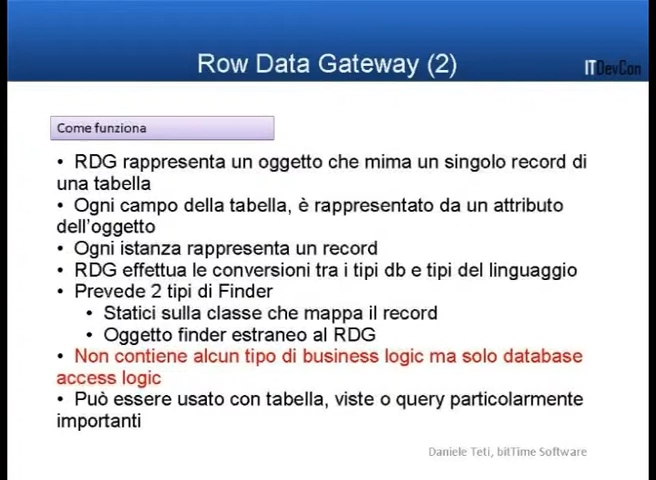 Row Data Gateway (2)
ITDevCon
Come funziona
• RDG rappresenta un oggetto che mima un singolo record di
una tabella
• Ogni campo della tabella, è rappresentato da un attributo
dell'oggetto
• Ogni istanza rappresenta un record
• RDG effettua le conversioni tra i tipi db e tipi del linguaggio
• Prevede 2 tipi di Finder
• Statici sulla classe che mappa il record
• Oggetto finder estraneo al RDG
• Non contiene alcun tipo di business logic ma solo database
access logic
• Può essere usato con tabella, viste o query particolarmente
importanti
Daniele Teti, bitTime Software